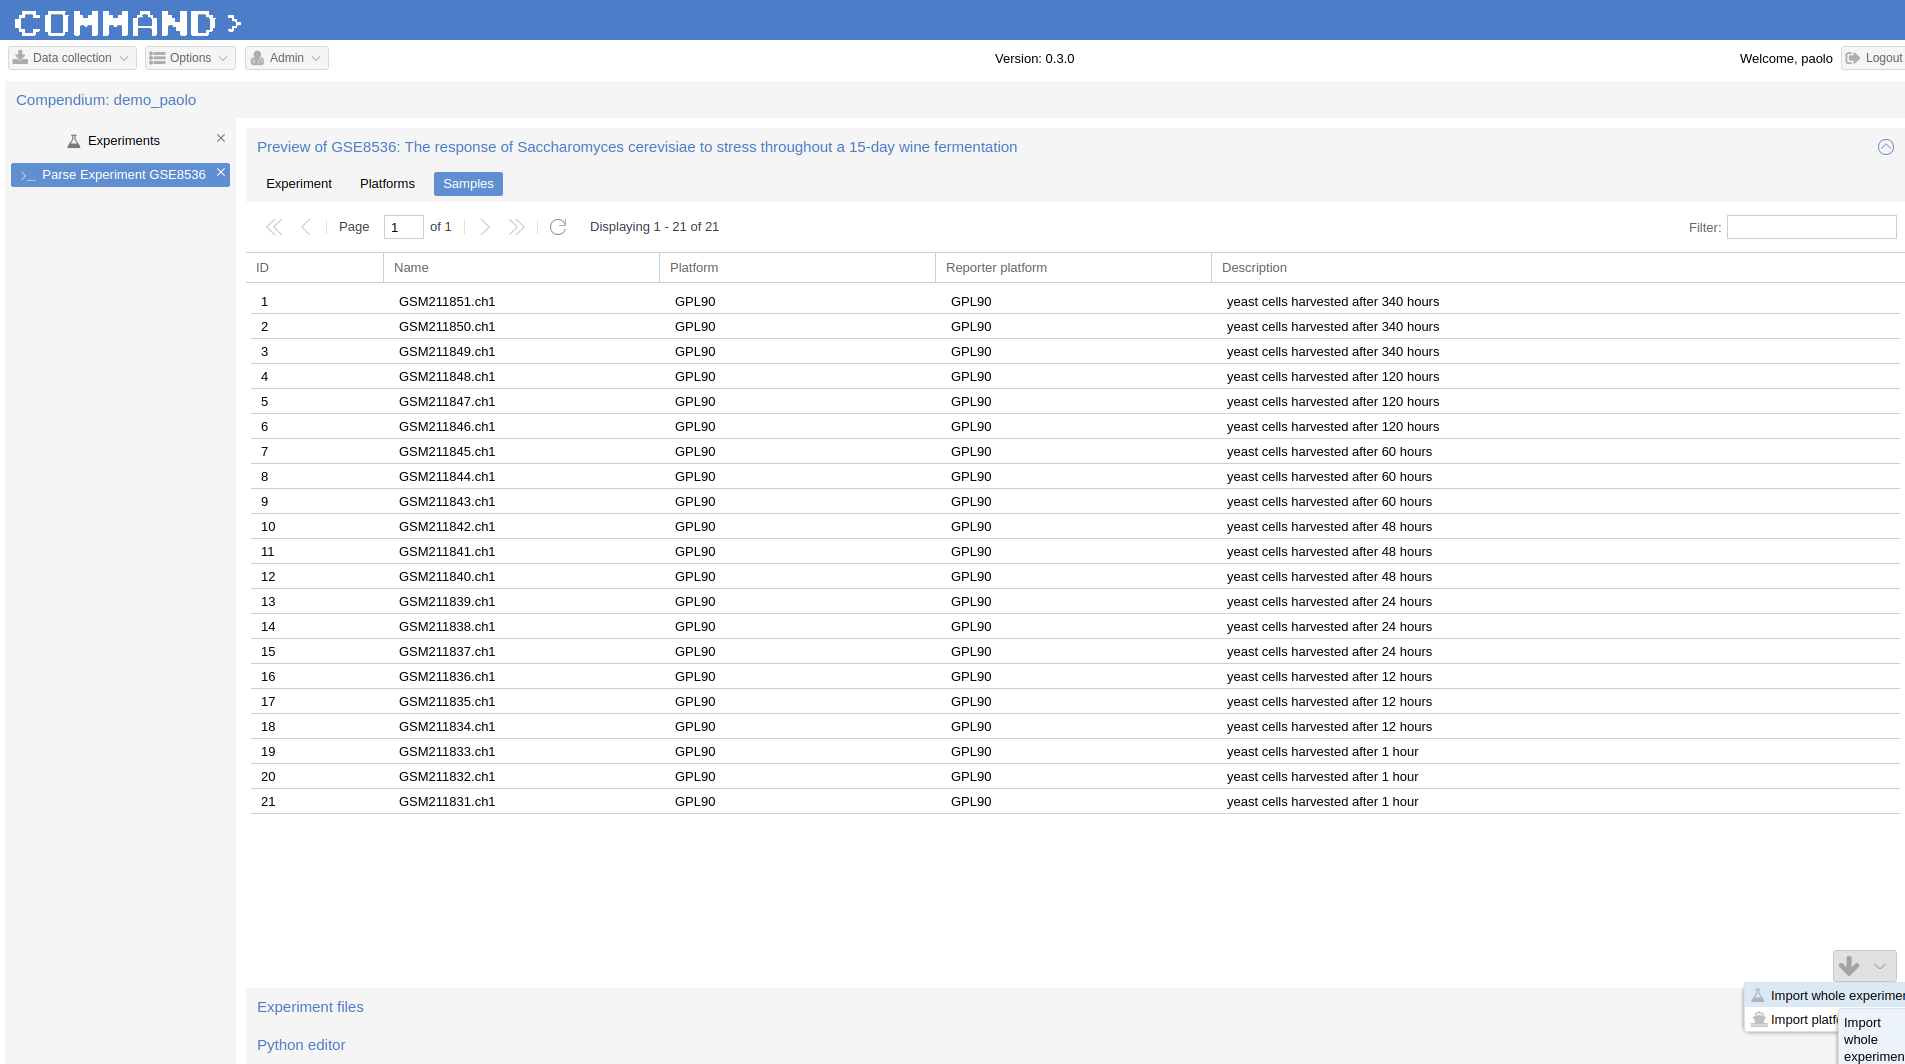 COMMAND >
Data collection Options Admin Version: 0.3.0 Welcome, paolo Logout
Compendium: demo_paolo
Experiments
>_ Parse Experiment GSE8536
Preview of GSE8536: The response of Saccharomyces cerevisiae to stress throughout a 15-day wine fermentation
Experiment Platforms Samples
Page 1 of 1 Displaying 1 - 21 of 21 Filter:
ID Name Platform Reporter platform Description
1 GSM211851.ch1 GPL90 GPL90 yeast cells harvested after 340 hours
2 GSM211850.ch1 GPL90 GPL90 yeast cells harvested after 340 hours
3 GSM211849.ch1 GPL90 GPL90 yeast cells harvested after 340 hours
4 GSM211848.ch1 GPL90 GPL90 yeast cells harvested after 120 hours
5 GSM211847.ch1 GPL90 GPL90 yeast cells harvested after 120 hours
6 GSM211846.ch1 GPL90 GPL90 yeast cells harvested after 120 hours
7 GSM211845.ch1 GPL90 GPL90 yeast cells harvested after 60 hours
8 GSM211844.ch1 GPL90 GPL90 yeast cells harvested after 60 hours
9 GSM211843.ch1 GPL90 GPL90 yeast cells harvested after 60 hours
10 GSM211842.ch1 GPL90 GPL90 yeast cells harvested after 48 hours
11 GSM211841.ch1 GPL90 GPL90 yeast cells harvested after 48 hours
12 GSM211840.ch1 GPL90 GPL90 yeast cells harvested after 48 hours
13 GSM211839.ch1 GPL90 GPL90 yeast cells harvested after 24 hours
14 GSM211838.ch1 GPL90 GPL90 yeast cells harvested after 24 hours
15 GSM211837.ch1 GPL90 GPL90 yeast cells harvested after 24 hours
16 GSM211836.ch1 GPL90 GPL90 yeast cells harvested after 12 hours
17 GSM211835.ch1 GPL90 GPL90 yeast cells harvested after 12 hours
18 GSM211834.ch1 GPL90 GPL90 yeast cells harvested after 12 hours
19 GSM211833.ch1 GPL90 GPL90 yeast cells harvested after 1 hour
20 GSM211832.ch1 GPL90 GPL90 yeast cells harvested after 1 hour
21 GSM211831.ch1 GPL90 GPL90 yeast cells harvested after 1 hour
Import whole experimen
Experiment files
Import platf
Import
whole
experimen
Python editor